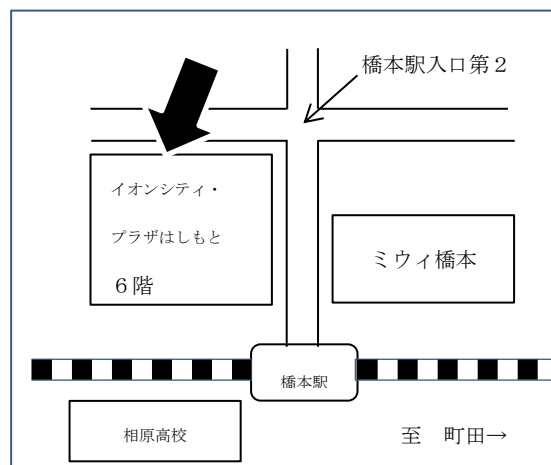 橋本駅入口第２
イオンシティ・
プラザはしもと
６階
ミウィ橋本
橋本駅
相原高校
至　町田→